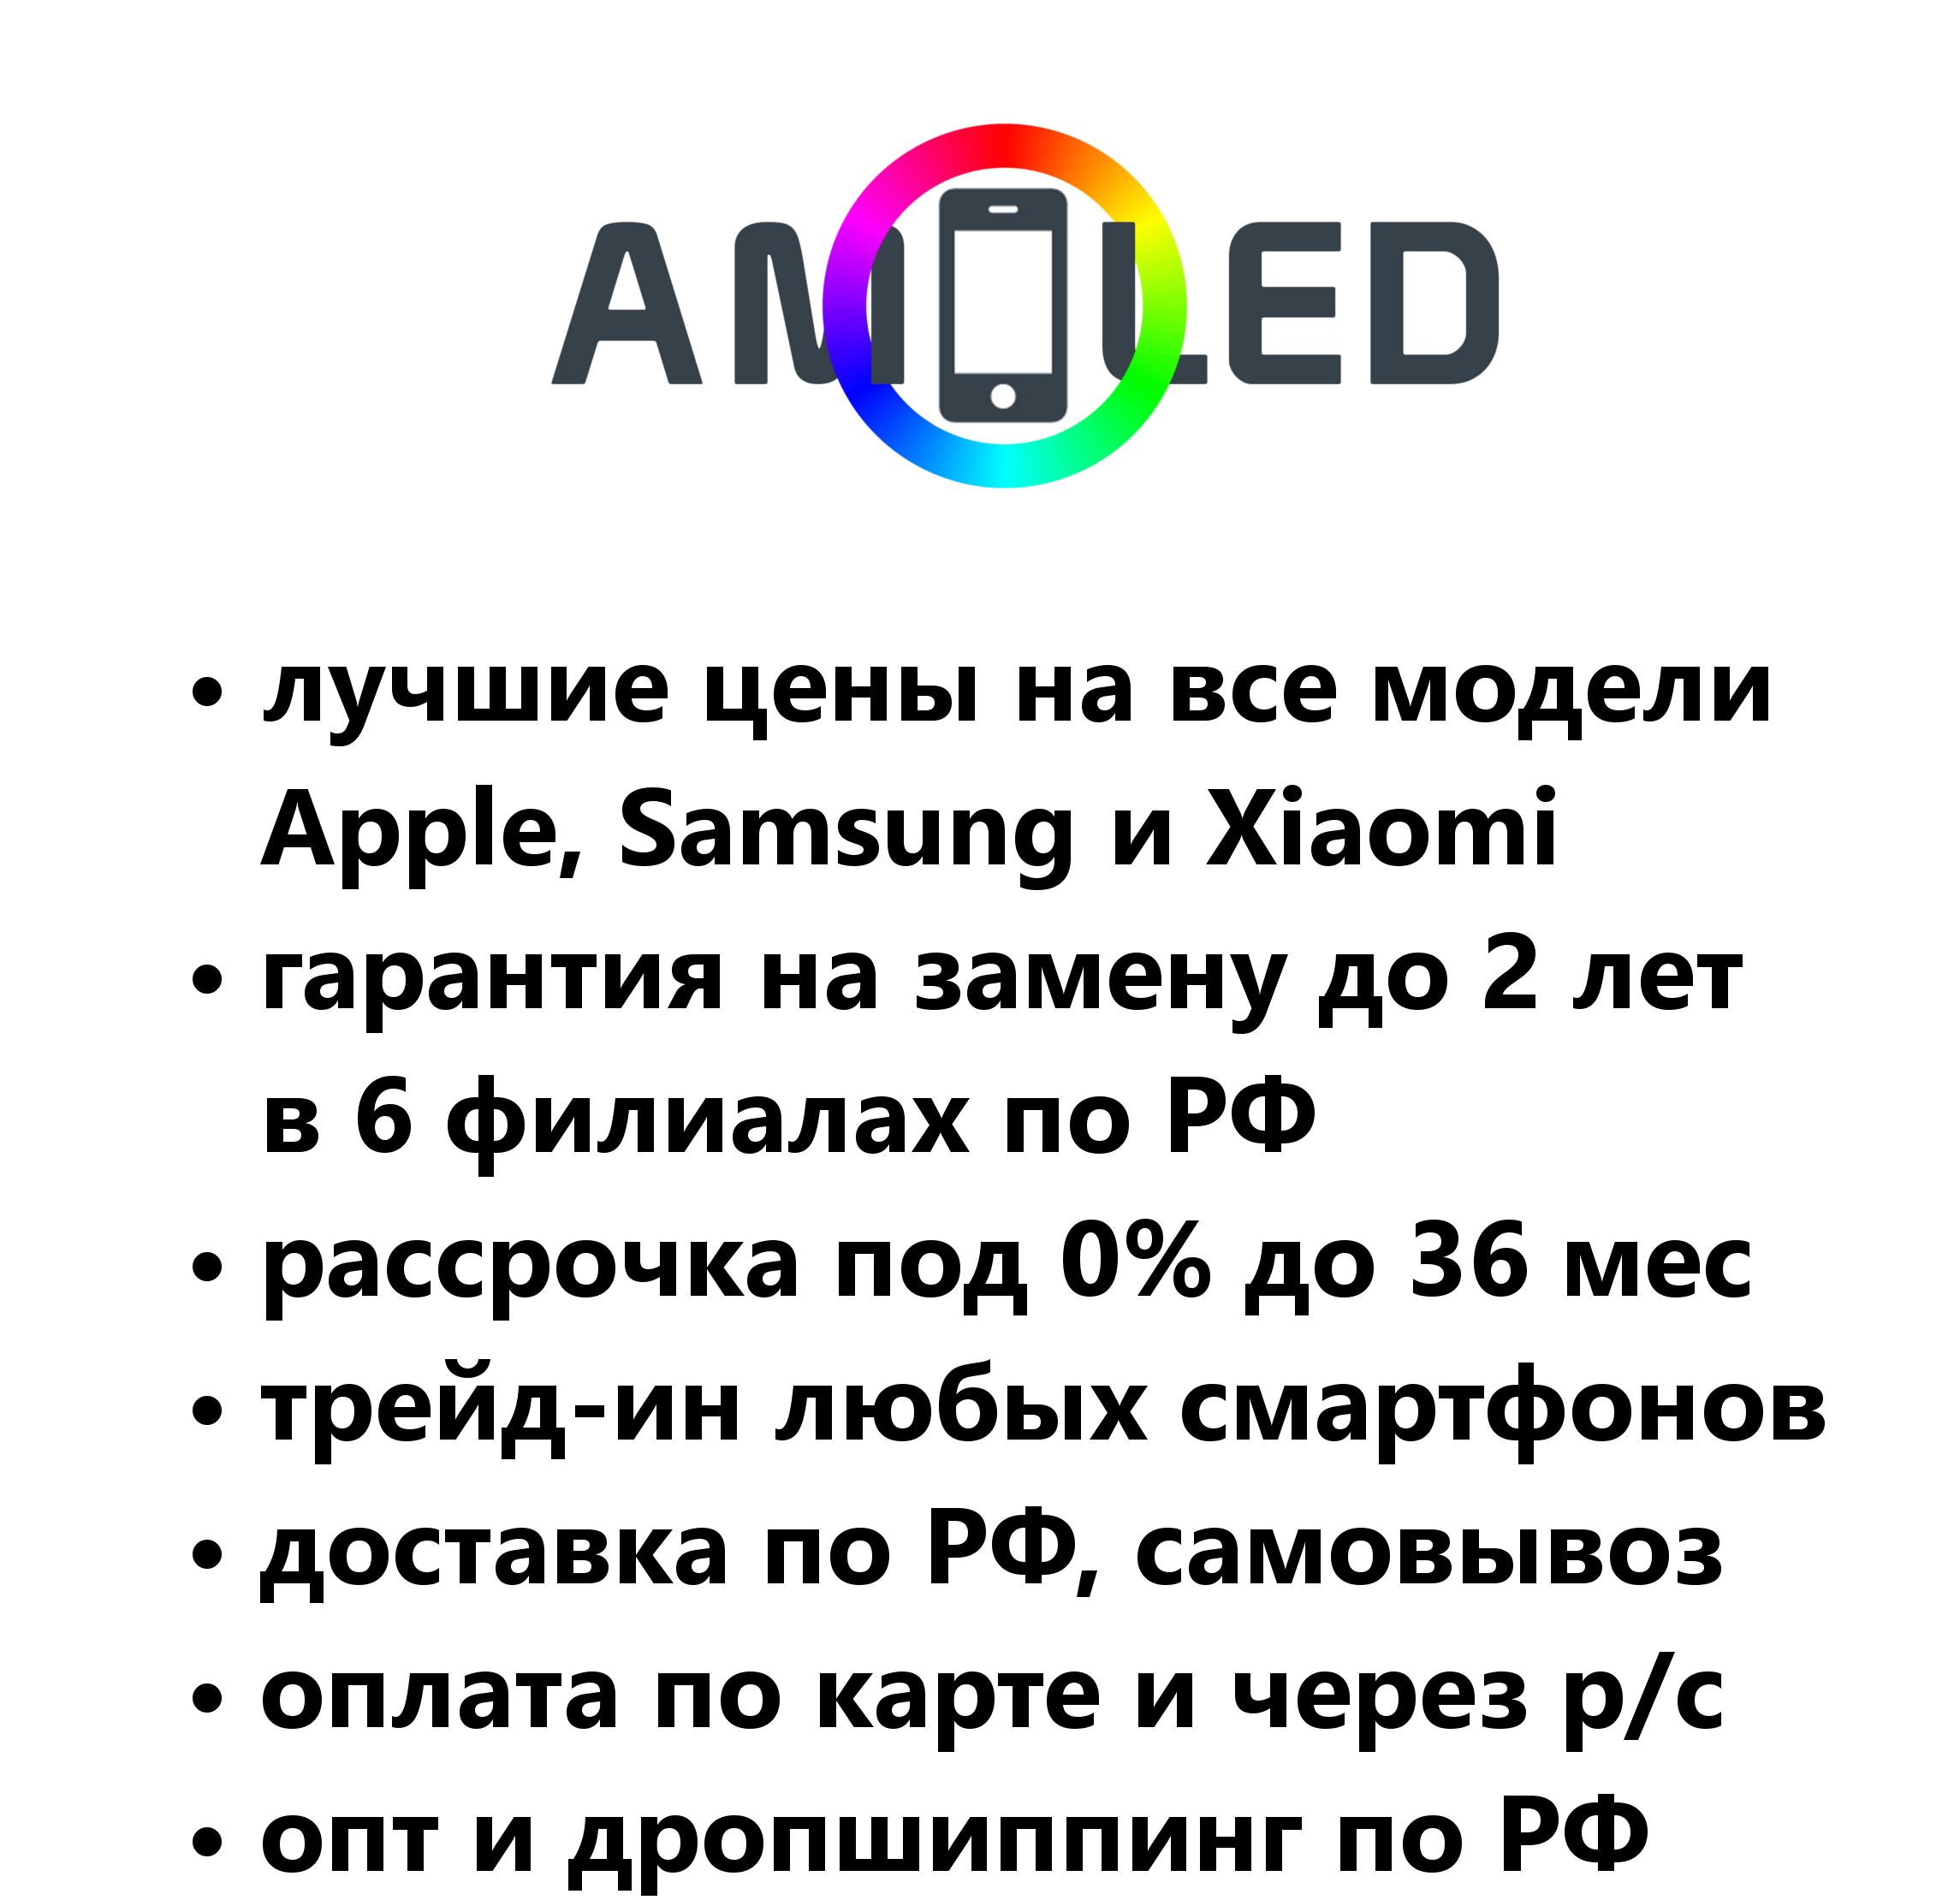 AMOLED
• лучшие цены на все модели
Apple, Samsung и Xiaomi
• гарантия на замену до 2 лет
в 6 филиалах по РФ
• рассрочка под 0% до 36 мес
• трейд-ин любых смартфонов
• доставка по РФ, самовывоз
• оплата по карте и через р/с
• опт и дропшиппинг по РФ